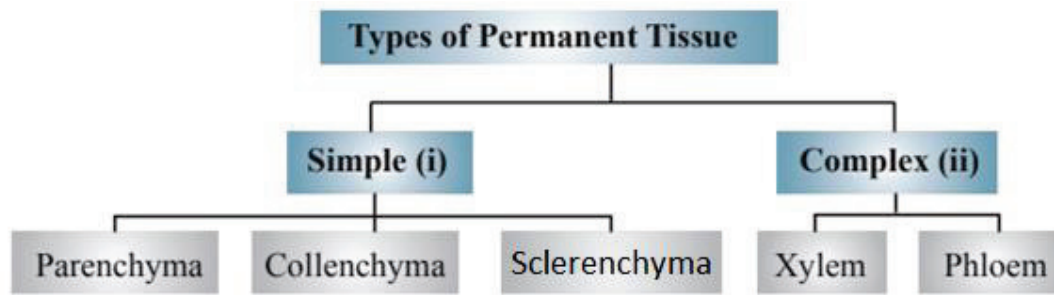 Types of Permanent Tissue
Simple (i)
Complex (ii)
Parenchyma
Collenchyma
Sclerenchyma
Xylem
Phloem